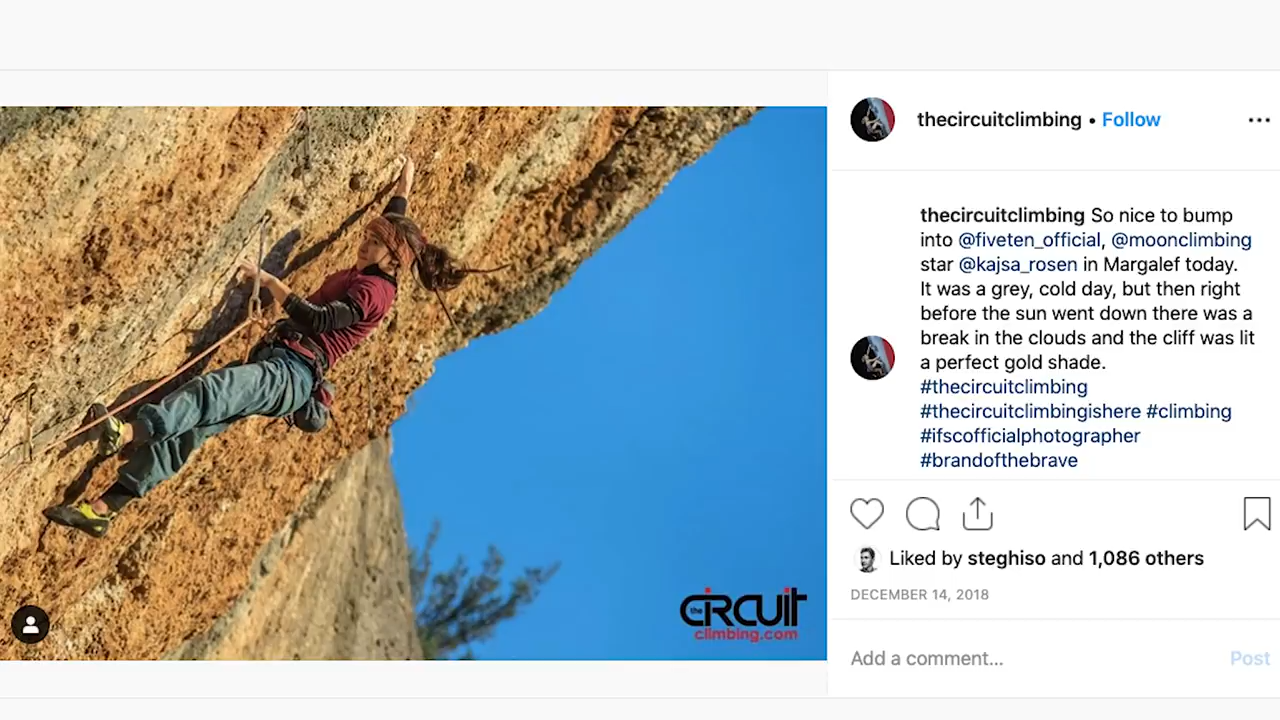 thecircuitclimbing • Follow
thecircuitclimbing So nice to bump
into @fiveten_official, @moonclimbing
star @kajsa_rosen in Margalef today.
It was a grey, cold day, but then right
before the sun went down there was a
break in the clouds and the cliff was lit
a perfect gold shade.
#thecircuitclimbing
#thecircuitclimbingishere #climbing
#ifscofficialphotographer
#brandofthebrave
Liked by steghiso and 1,086 others
DECEMBER 14, 2018
Add a comment... Post
the CIRCUIT
climbing.com